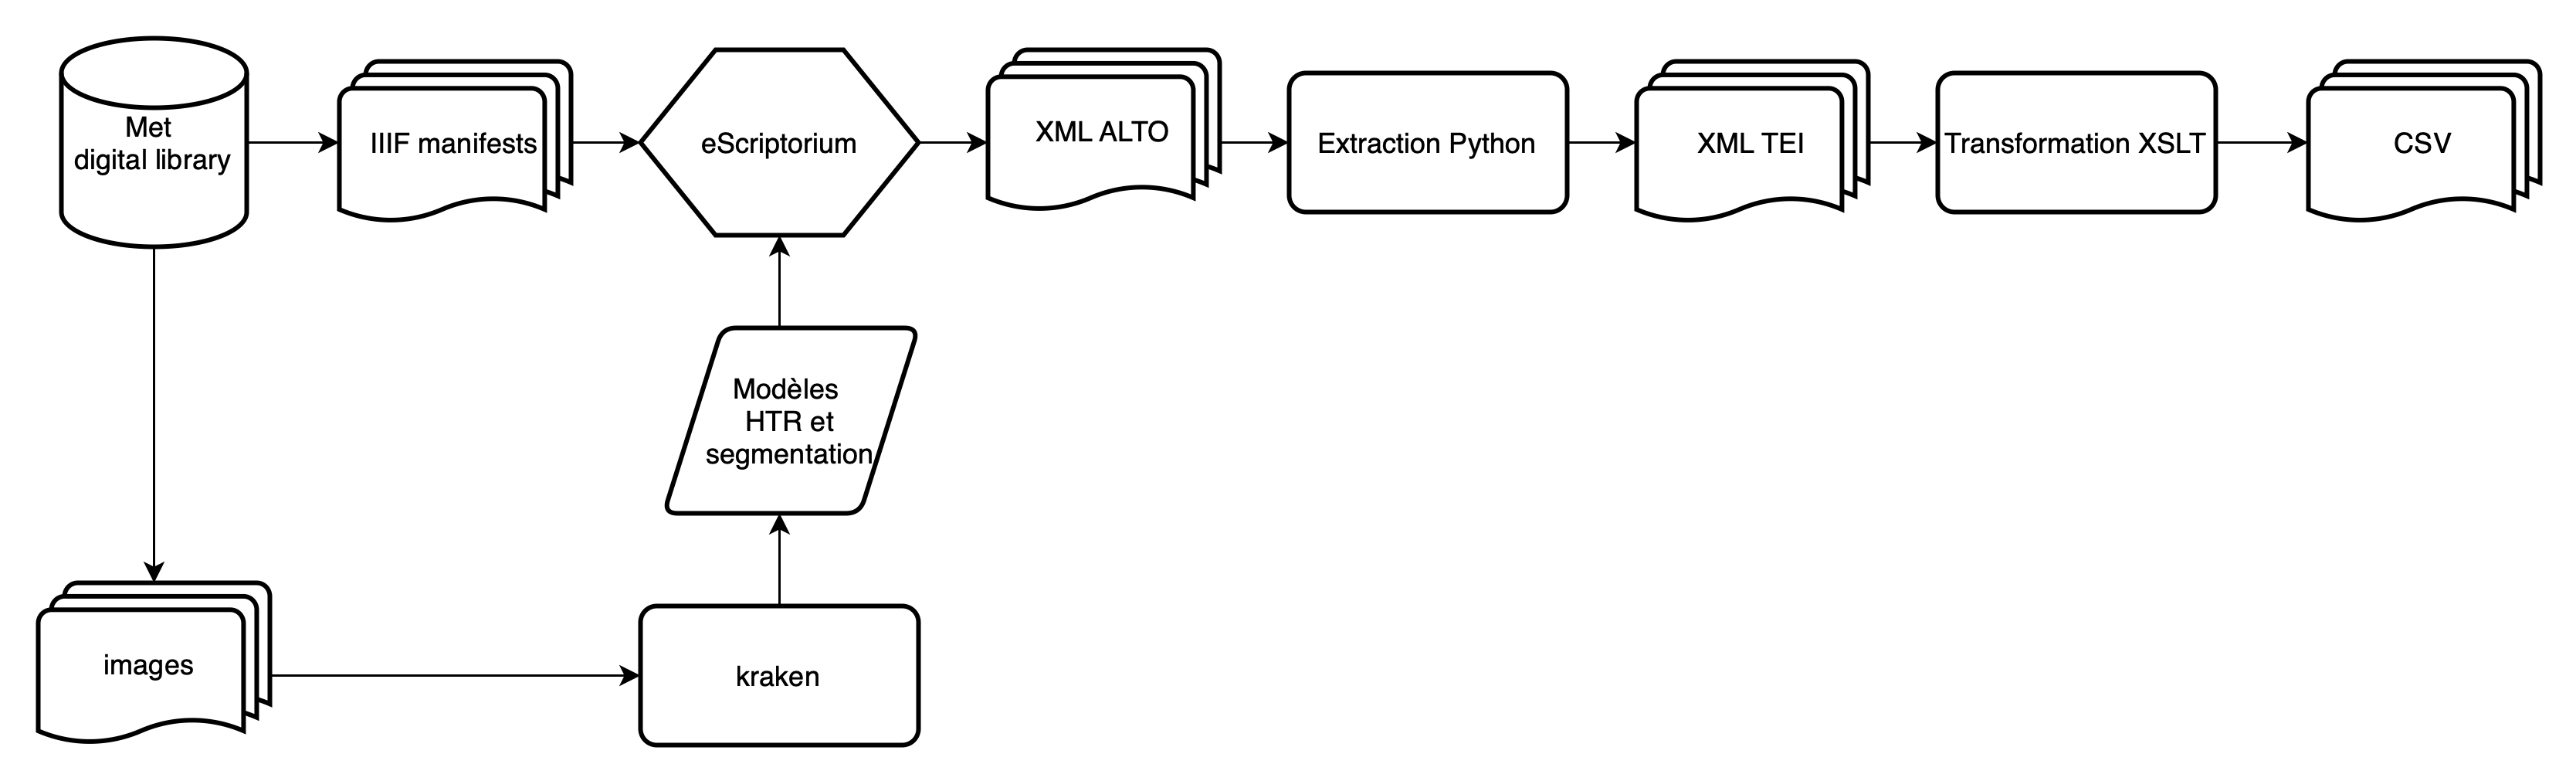 Met
digital library
IIIF manifests
eScriptorium
XML ALTO
Extraction Python
XML TEI
Transformation XSLT
CSV
Modèles
HTR et
segmentation
images
kraken